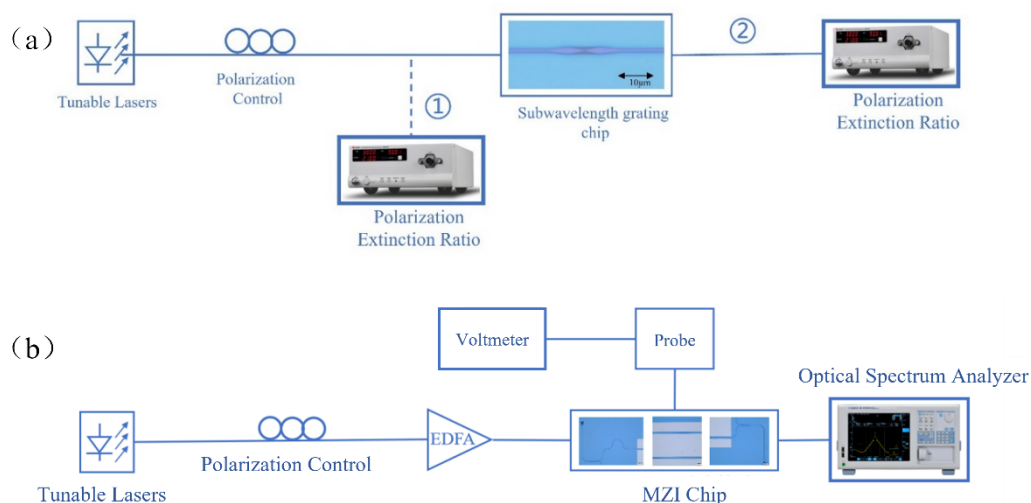 （a）
Tunable Lasers
Polarization
Control
①
Polarization
Extinction Ratio
10μm
Subwavelength grating
chip
②
Polarization
Extinction Ratio
（b）
Voltmeter
Probe
Optical Spectrum Analyzer
EDFA
Polarization Control
Tunable Lasers
MZI Chip